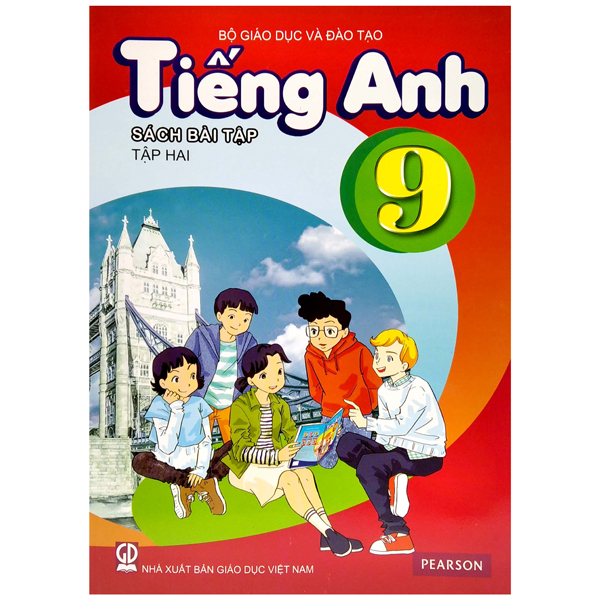 BỘ GIÁO DỤC VÀ ĐÀO TẠO
Tiếng Anh
SÁCH BÀI TẬP
TẬP HAI
9
GD
NHÀ XUẤT BẢN GIÁO DỤC VIỆT NAM
PEARSON